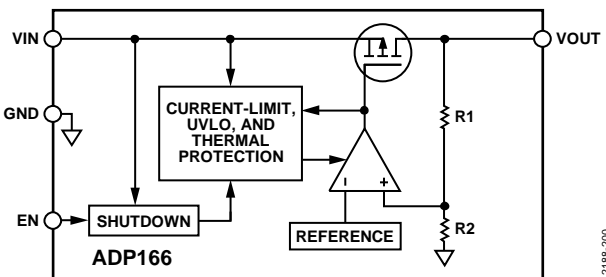 VIN
VOUT
GND
CURRENT-LIMIT,
UVLO, AND
THERMAL
PROTECTION
R1
–
+
EN
SHUTDOWN
REFERENCE
R2
ADP166